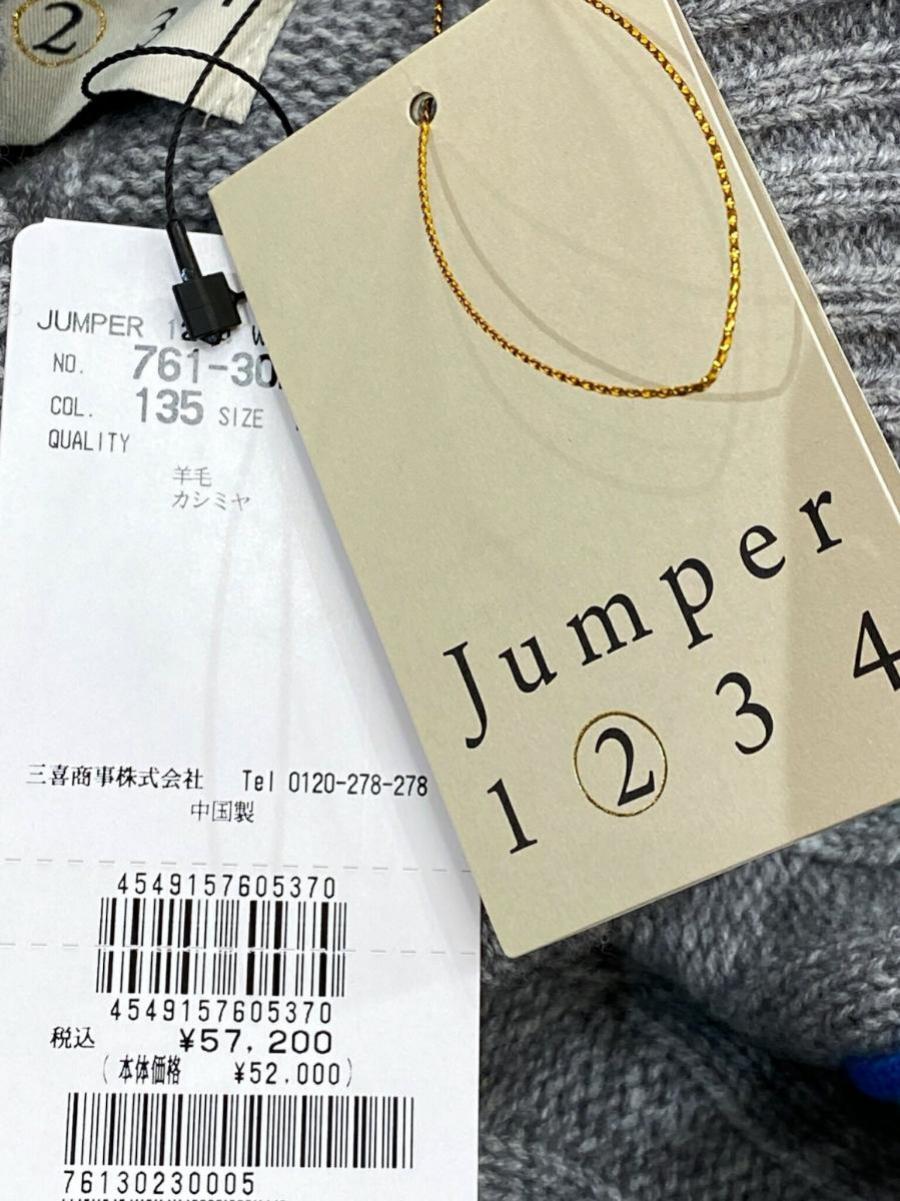 2 3
JUMPER
NO. 761-30
COL. 135 SIZE
QUALITY
羊毛
カシミヤ
三喜商事株式会社 Tel 0120-278-278
中国製
4549157605370
4549157605370
税込 ¥57,200
(本体価格 ¥52,000)
76130230005
Jumper
1 2 3 4